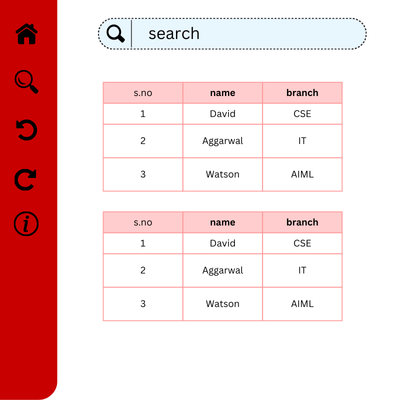 search
s.no name branch
1 David CSE
2 Aggarwal IT
3 Watson AIML
s.no name branch
1 David CSE
2 Aggarwal IT
3 Watson AIML